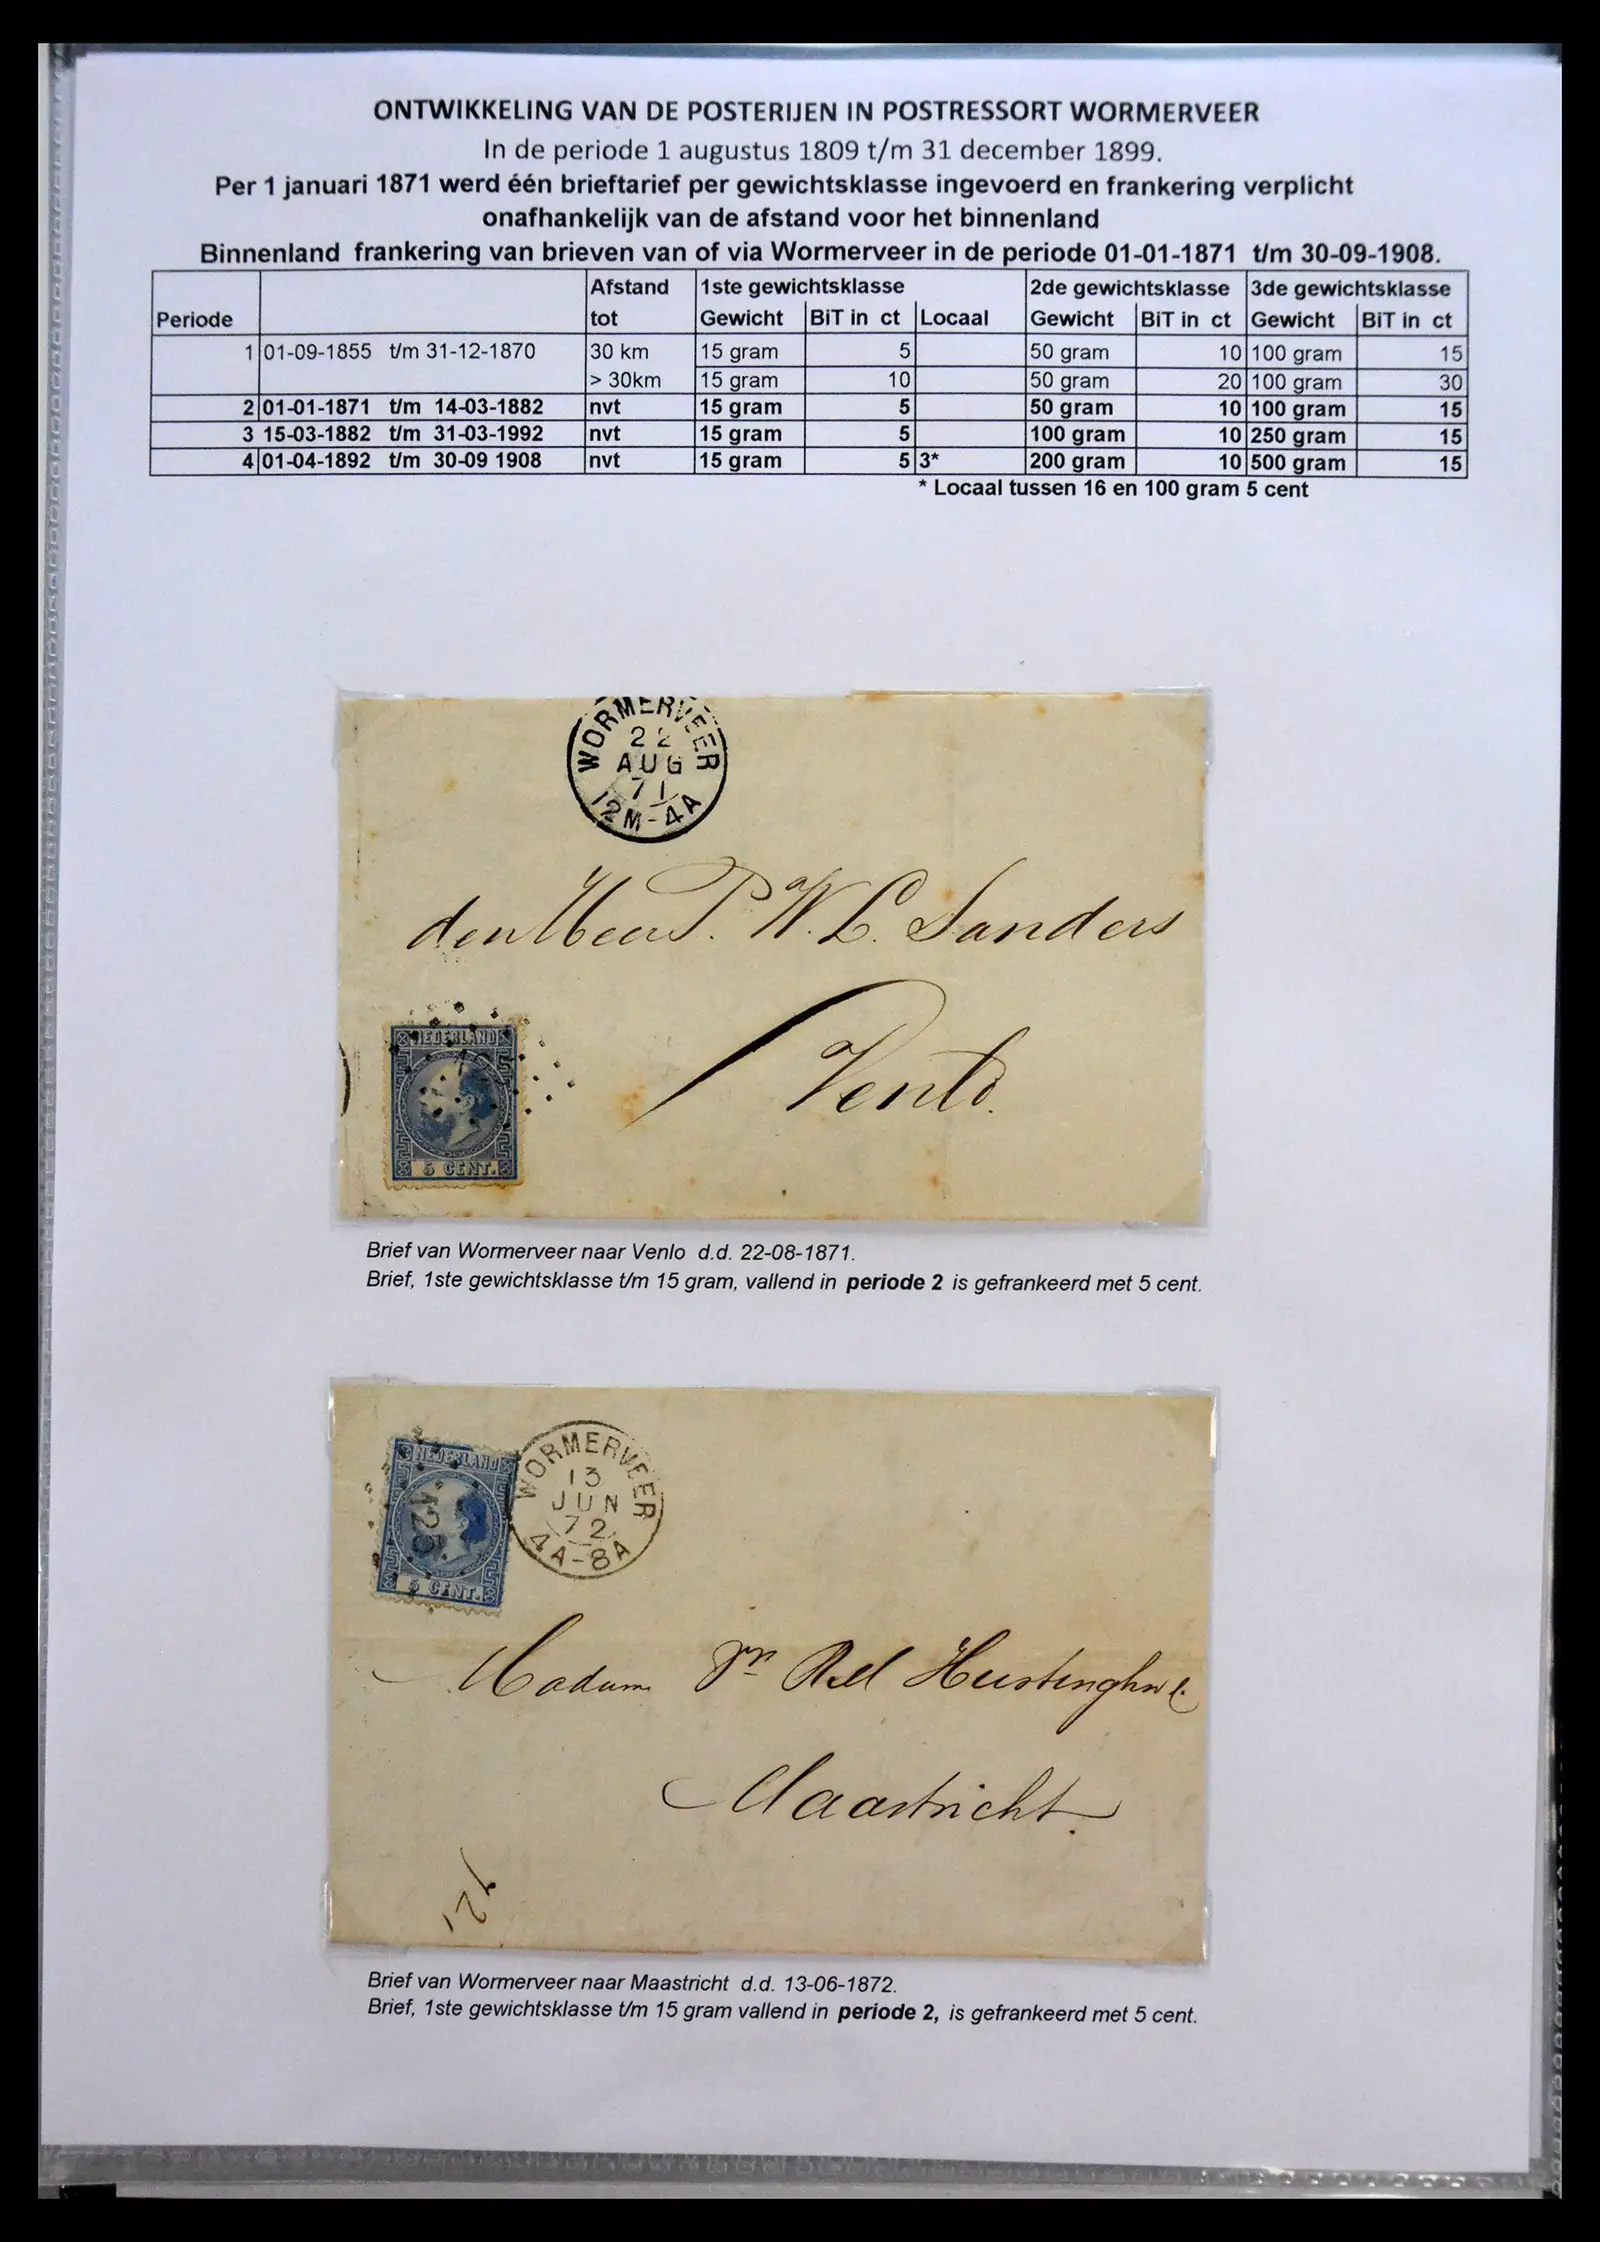 ONTWIKKELING VAN DE POSTERIJEN IN POSTRESSORT WORMERVEER
In de periode 1 augustus 1809 t/m 31 december 1899.
Per 1 januari 1871 werd één brieftarief per gewichtsklasse ingevoerd en frankering verplicht
onafhankelijk van de afstand voor het binnenland
Binnenland frankering van brieven van of via Wormerveer in de periode 01-01-1871 t/m 30-09-1908.
Afstand 1ste gewichtsklasse 2de gewichtsklasse 3de gewichtsklasse
Periode tot Gewicht BiT in ct Locaal Gewicht BiT in ct Gewicht BiT in ct
1 01-09-1855 t/m 31-12-1870 30 km 15 gram 5 50 gram 10 100 gram 15
> 30km 15 gram 10 50 gram 20 100 gram 30
2 01-01-1871 t/m 14-03-1882 nvt 15 gram 5 50 gram 10 100 gram 15
3 15-03-1882 t/m 31-03-1992 nvt 15 gram 5 100 gram 10 250 gram 15
4 01-04-1892 t/m 30-09 1908 nvt 15 gram 5 3* 200 gram 10 500 gram 15
* Locaal tussen 16 en 100 gram 5 cent
WORMERVEER
22
AUG
71
12M-4A
den Heer P. W. L. Sanders
Venlo.
NEDERLAND
5 CENT.
Brief van Wormerveer naar Venlo d.d. 22-08-1871.
Brief, 1ste gewichtsklasse t/m 15 gram, vallend in periode 2 is gefrankeerd met 5 cent.
NEDERLAND
125
5 CENT.
WORMERVEER
13
JUN
72
4A-8A
Madam
Maastricht.
Brief van Wormerveer naar Maastricht d.d. 13-06-1872.
Brief, 1ste gewichtsklasse t/m 15 gram vallend in periode 2, is gefrankeerd met 5 cent.